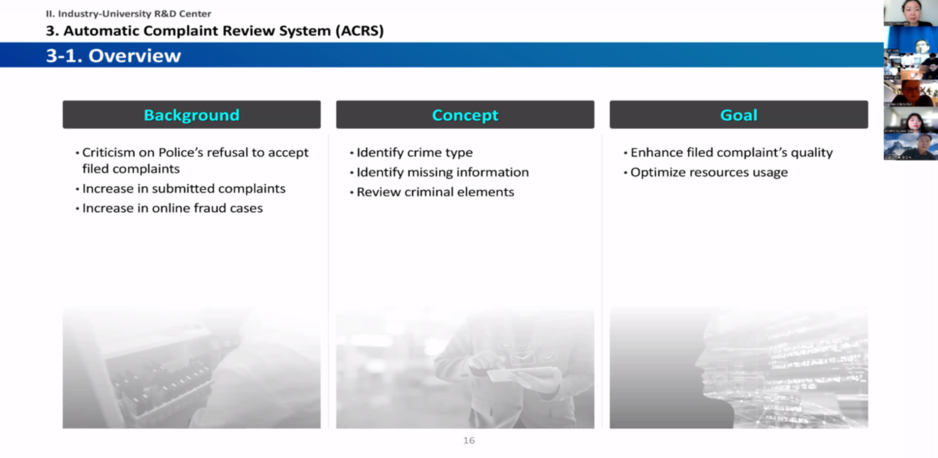 II. Industry-University R&D Center
3. Automatic Complaint Review System (ACRS)
3-1. Overview
Background
• Criticism on Police's refusal to accept
filed complaints
• Increase in submitted complaints
• Increase in online fraud cases
Concept
• Identify crime type
• Identify missing information
• Review criminal elements
Goal
• Enhance filed complaint's quality
• Optimize resources usage
16